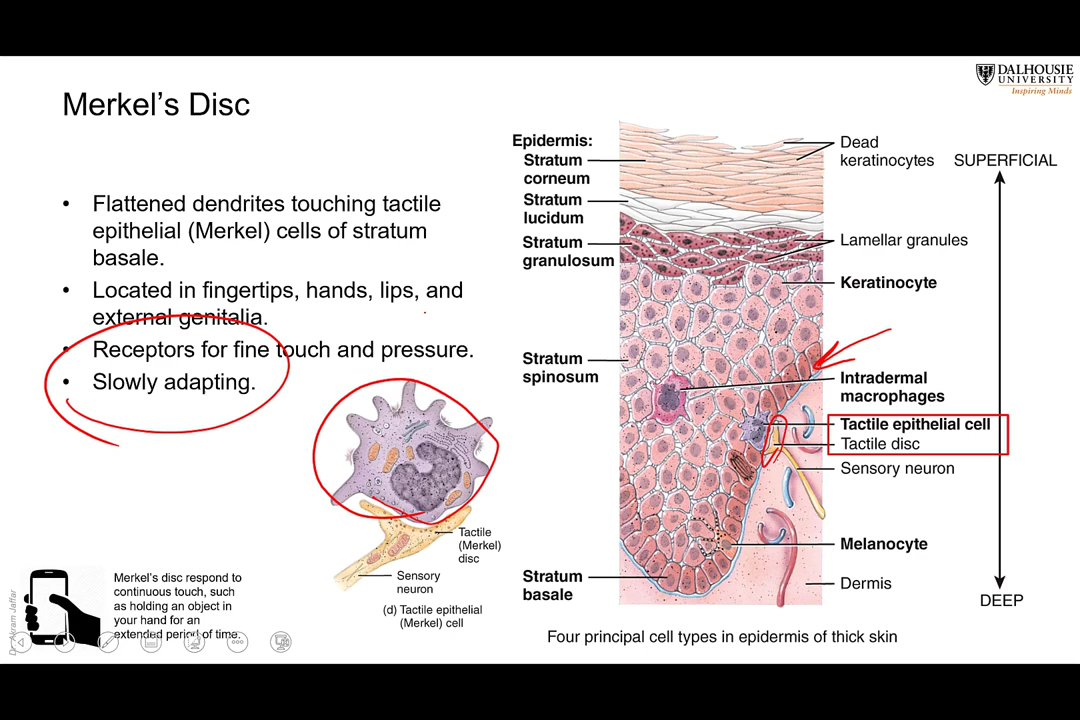 DALHOUSIE
UNIVERSITY
Inspiring Minds
Merkel's Disc
• Flattened dendrites touching tactile
epithelial (Merkel) cells of stratum
basale.
• Located in fingertips, hands, lips, and
external genitalia.
• Receptors for fine touch and pressure.
• Slowly adapting.
Epidermis:
Stratum
corneum
Stratum
lucidum
Stratum
granulosum
Stratum
spinosum
Stratum
basale
Dead
keratinocytes
Lamellar granules
Keratinocyte
Intradermal
macrophages
Tactile epithelial cell
Tactile disc
Sensory neuron
Melanocyte
Dermis
SUPERFICIAL
DEEP
Four principal cell types in epidermis of thick skin
Tactile
(Merkel)
disc
Sensory
neuron
(d) Tactile epithelial
(Merkel) cell
Merkel's disc respond to
continuous touch, such
as holding an object in
your hand for an
extended period of time.
Dr. Akram Jaffar